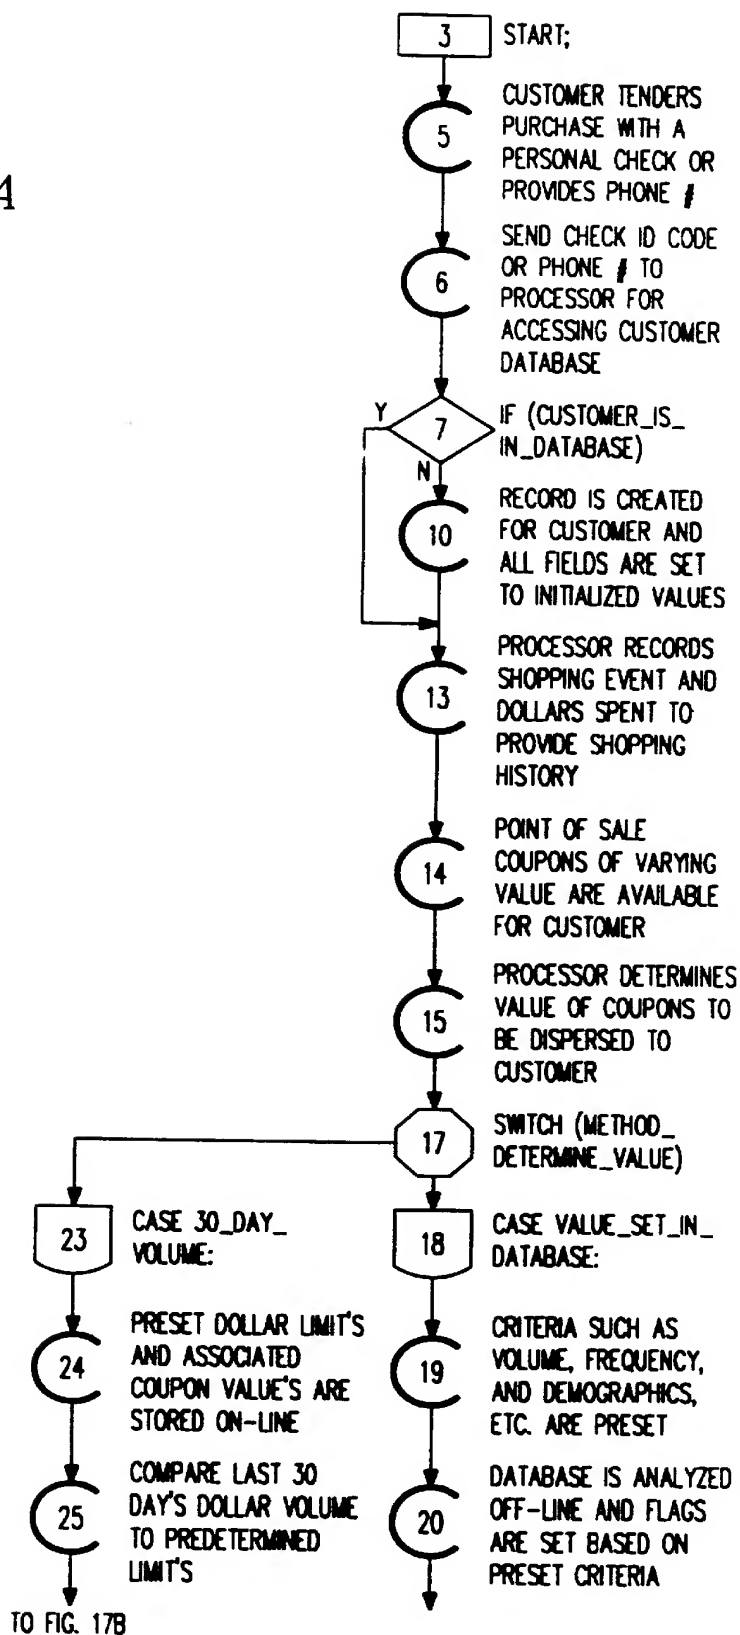 3 START;
5 CUSTOMER TENDERS
PURCHASE WITH A
PERSONAL CHECK OR
PROVIDES PHONE #
4
6 SEND CHECK ID CODE
OR PHONE # TO
PROCESSOR FOR
ACCESSING CUSTOMER
DATABASE
Y
7 IF (CUSTOMER_IS_
IN_DATABASE)
N
10 RECORD IS CREATED
FOR CUSTOMER AND
ALL FIELDS ARE SET
TO INITIALIZED VALUES
13 PROCESSOR RECORDS
SHOPPING EVENT AND
DOLLARS SPENT TO
PROVIDE SHOPPING
HISTORY
14 POINT OF SALE
COUPONS OF VARYING
VALUE ARE AVAILABLE
FOR CUSTOMER
15 PROCESSOR DETERMINES
VALUE OF COUPONS TO
BE DISPERSED TO
CUSTOMER
17 SWITCH (METHOD_
DETERMINE_VALUE)
23 CASE 30_DAY_
VOLUME:
18 CASE VALUE_SET_IN_
DATABASE:
24 PRESET DOLLAR LIMIT'S
AND ASSOCIATED
COUPON VALUE'S ARE
STORED ON-LINE
19 CRITERIA SUCH AS
VOLUME, FREQUENCY,
AND DEMOGRAPHICS,
ETC. ARE PRESET
25 COMPARE LAST 30
DAY'S DOLLAR VOLUME
TO PREDETERMINED
LIMIT'S
20 DATABASE IS ANALYZED
OFF-LINE AND FLAGS
ARE SET BASED ON
PRESET CRITERIA
TO FIG. 17B